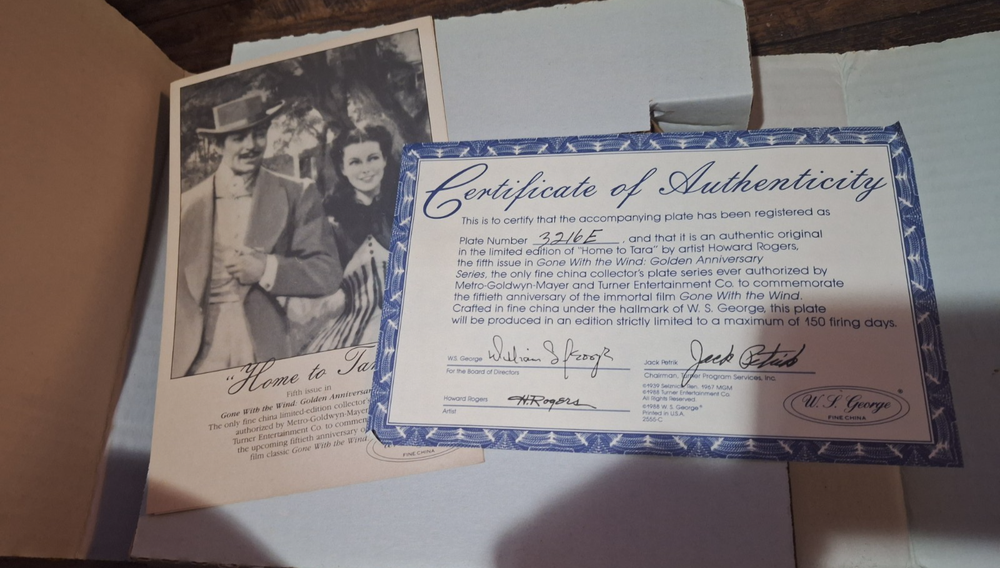 "Home to
Fifth issue in
Gone With the Wind: Golden
The only fine china limited-edition
authorized by Metro-Goldwyn-Mayer
Turner Entertainment Co. to
the upcoming fiftieth anniversary
film classic Gone With the Wind.
FINE CHINA
Certificate of Authenticity
This is to certify that the accompanying plate has been registered as
Plate Number 3216E, and that it is an authentic original
in the limited edition of "Home to Tara" by artist Howard Rogers,
the fifth issue in Gone With the Wind: Golden Anniversary
Series, the only fine china collector's plate series ever authorized by
Metro-Goldwyn-Mayer and Turner Entertainment Co. to commemorate
the fiftieth anniversary of the immortal film Gone With the Wind.
Crafted in fine china under the hallmark of W. S. George, this plate
will be produced in an edition strictly limited to a maximum of 150 firing days.
W.S. George William
For the Board of Directors
Jack Petrik Jack Petrik
Chairman, Turner Program Services, Inc.
Howard Rogers H. Rogers
Artist
©1939 Selznick. Ren. 1967 MGM
©1988 Turner Entertainment Co.
All Rights Reserved.
©1988 W. S. George®
Printed in U.S.A.
2555-C
W. S. George®
FINE CHINA